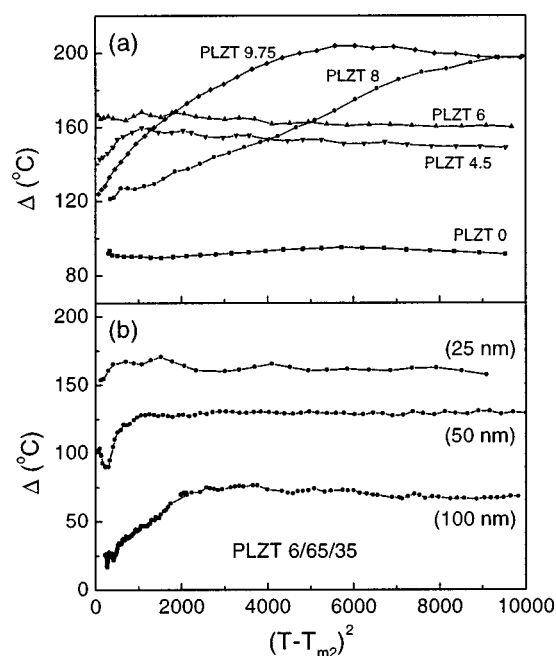 (a)
PLZT 9.75
PLZT 8
PLZT 6
PLZT 4.5
PLZT 0
200
160
120
80
Δ (°C)
(b)
(25 nm)
(50 nm)
(100 nm)
PLZT 6/65/35
200
150
100
50
0
Δ (°C)
0 2000 4000 6000 8000 10000
(T-Tm2)²